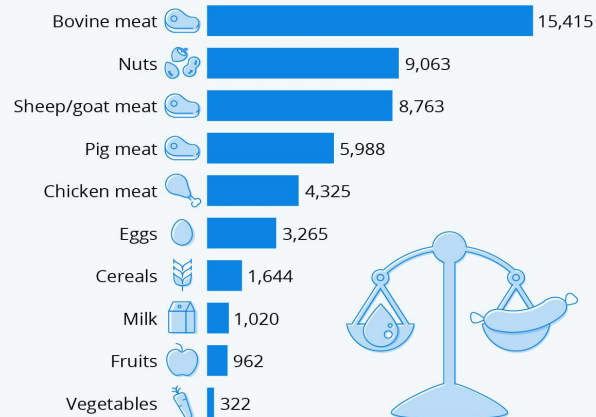 Bovine meat 15,415
Nuts 9,063
Sheep/goat meat 8,763
Pig meat 5,988
Chicken meat 4,325
Eggs 3,265
Cereals 1,644
Milk 1,020
Fruits 962
Vegetables 322